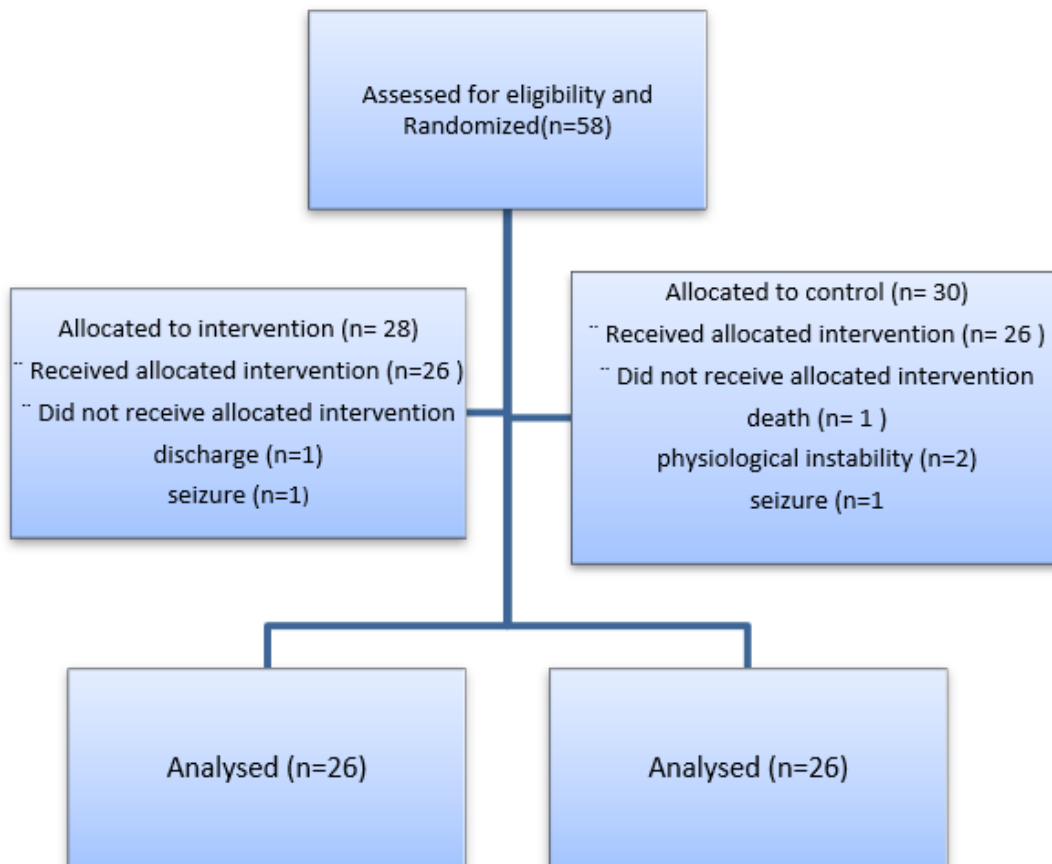 Assessed for eligibility and
Randomized(n=58)
Allocated to intervention (n= 28)
¨ Received allocated intervention (n=26 )
¨ Did not receive allocated intervention
discharge (n=1)
seizure (n=1)
Allocated to control (n= 30)
¨ Received allocated intervention (n= 26 )
¨ Did not receive allocated intervention
death (n= 1 )
physiological instability (n=2)
seizure (n=1
Analysed (n=26)
Analysed (n=26)